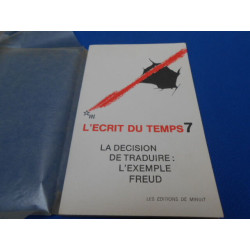 L'ECRIT DU TEMPS 7
LA DECISION
DE TRADUIRE :
L'EXEMPLE
FREUD
LES EDITIONS DE MINUIT